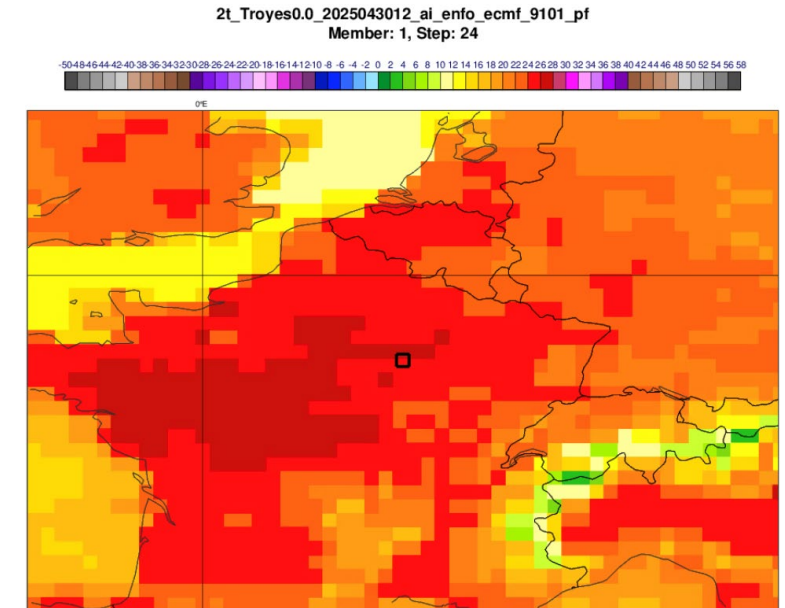 2t_Troyes0.0_2025043012_ai_enfo_ecmf_9101_pf
Member: 1, Step: 24
-50-48-46-44-42-40-38-36-34-32-30-28-26-24-22-20-18-16-14-12-10 -8 -6 -4 -2 0 2 4 6 8 10 12 14 16 18 20 22 24 26 28 30 32 34 36 38 40 42 44 46 48 50 52 54 56 58
0°E